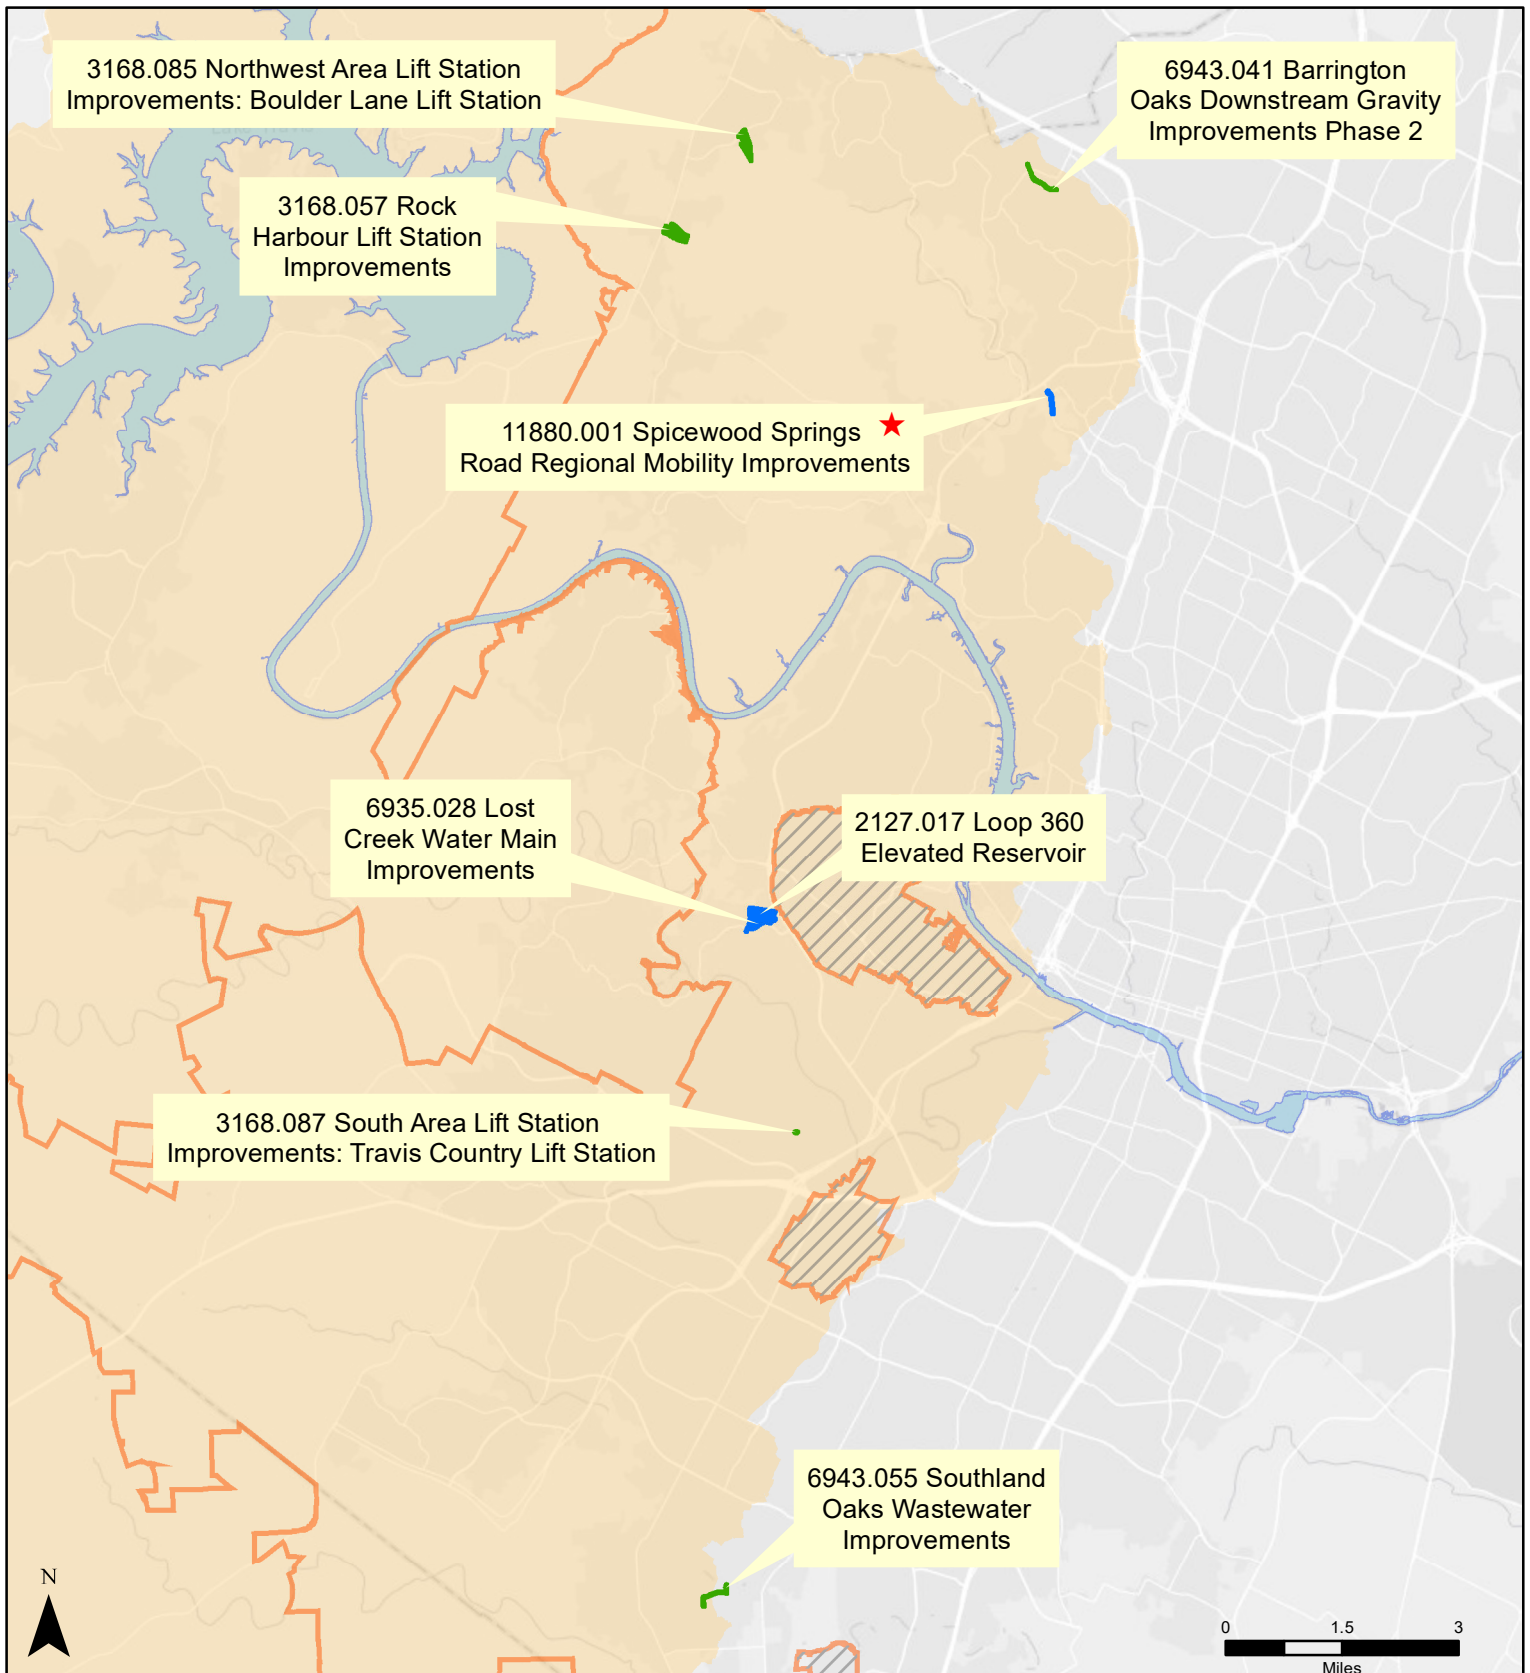 3168.085 Northwest Area Lift Station
Improvements: Boulder Lane Lift Station
6943.041 Barrington
Oaks Downstream Gravity
Improvements Phase 2
3168.057 Rock
Harbour Lift Station
Improvements
11880.001 Spicewood Springs
Road Regional Mobility Improvements
6935.028 Lost
Creek Water Main
Improvements
2127.017 Loop 360
Elevated Reservoir
3168.087 South Area Lift Station
Improvements: Travis Country Lift Station
6943.055 Southland
Oaks Wastewater
Improvements
N
0 1.5 3
Miles